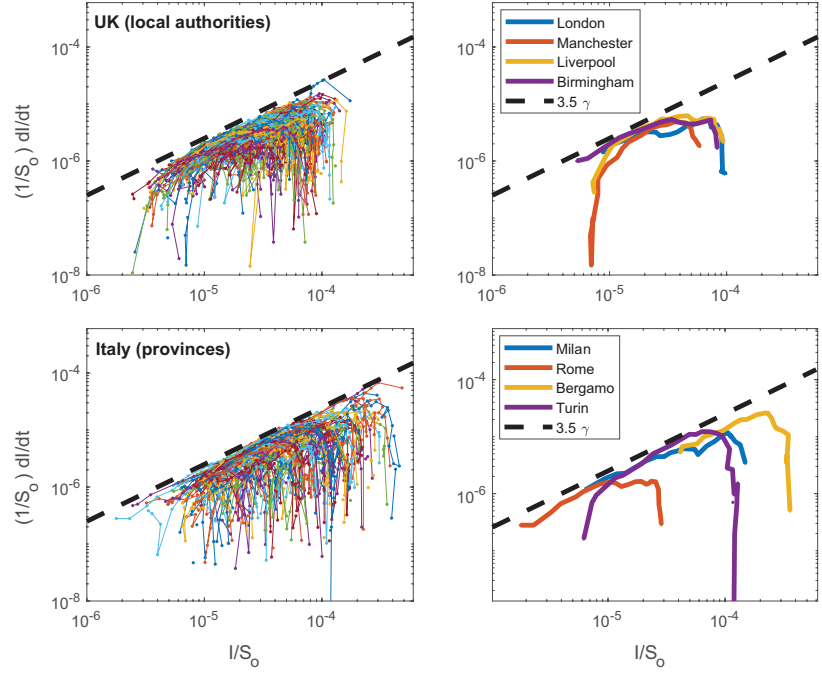 UK (local authorities)
10^-4
10^-6
10^-8
(1/S_o) dI/dt
10^-6
10^-5
10^-4
London
Manchester
Liverpool
Birmingham
3.5 γ
10^-4
10^-6
10^-8
10^-5
10^-4
Italy (provinces)
10^-4
10^-6
10^-8
(1/S_o) dI/dt
10^-6
10^-5
10^-4
I/S_o
Milan
Rome
Bergamo
Turin
3.5 γ
10^-4
10^-6
10^-5
10^-4
I/S_o